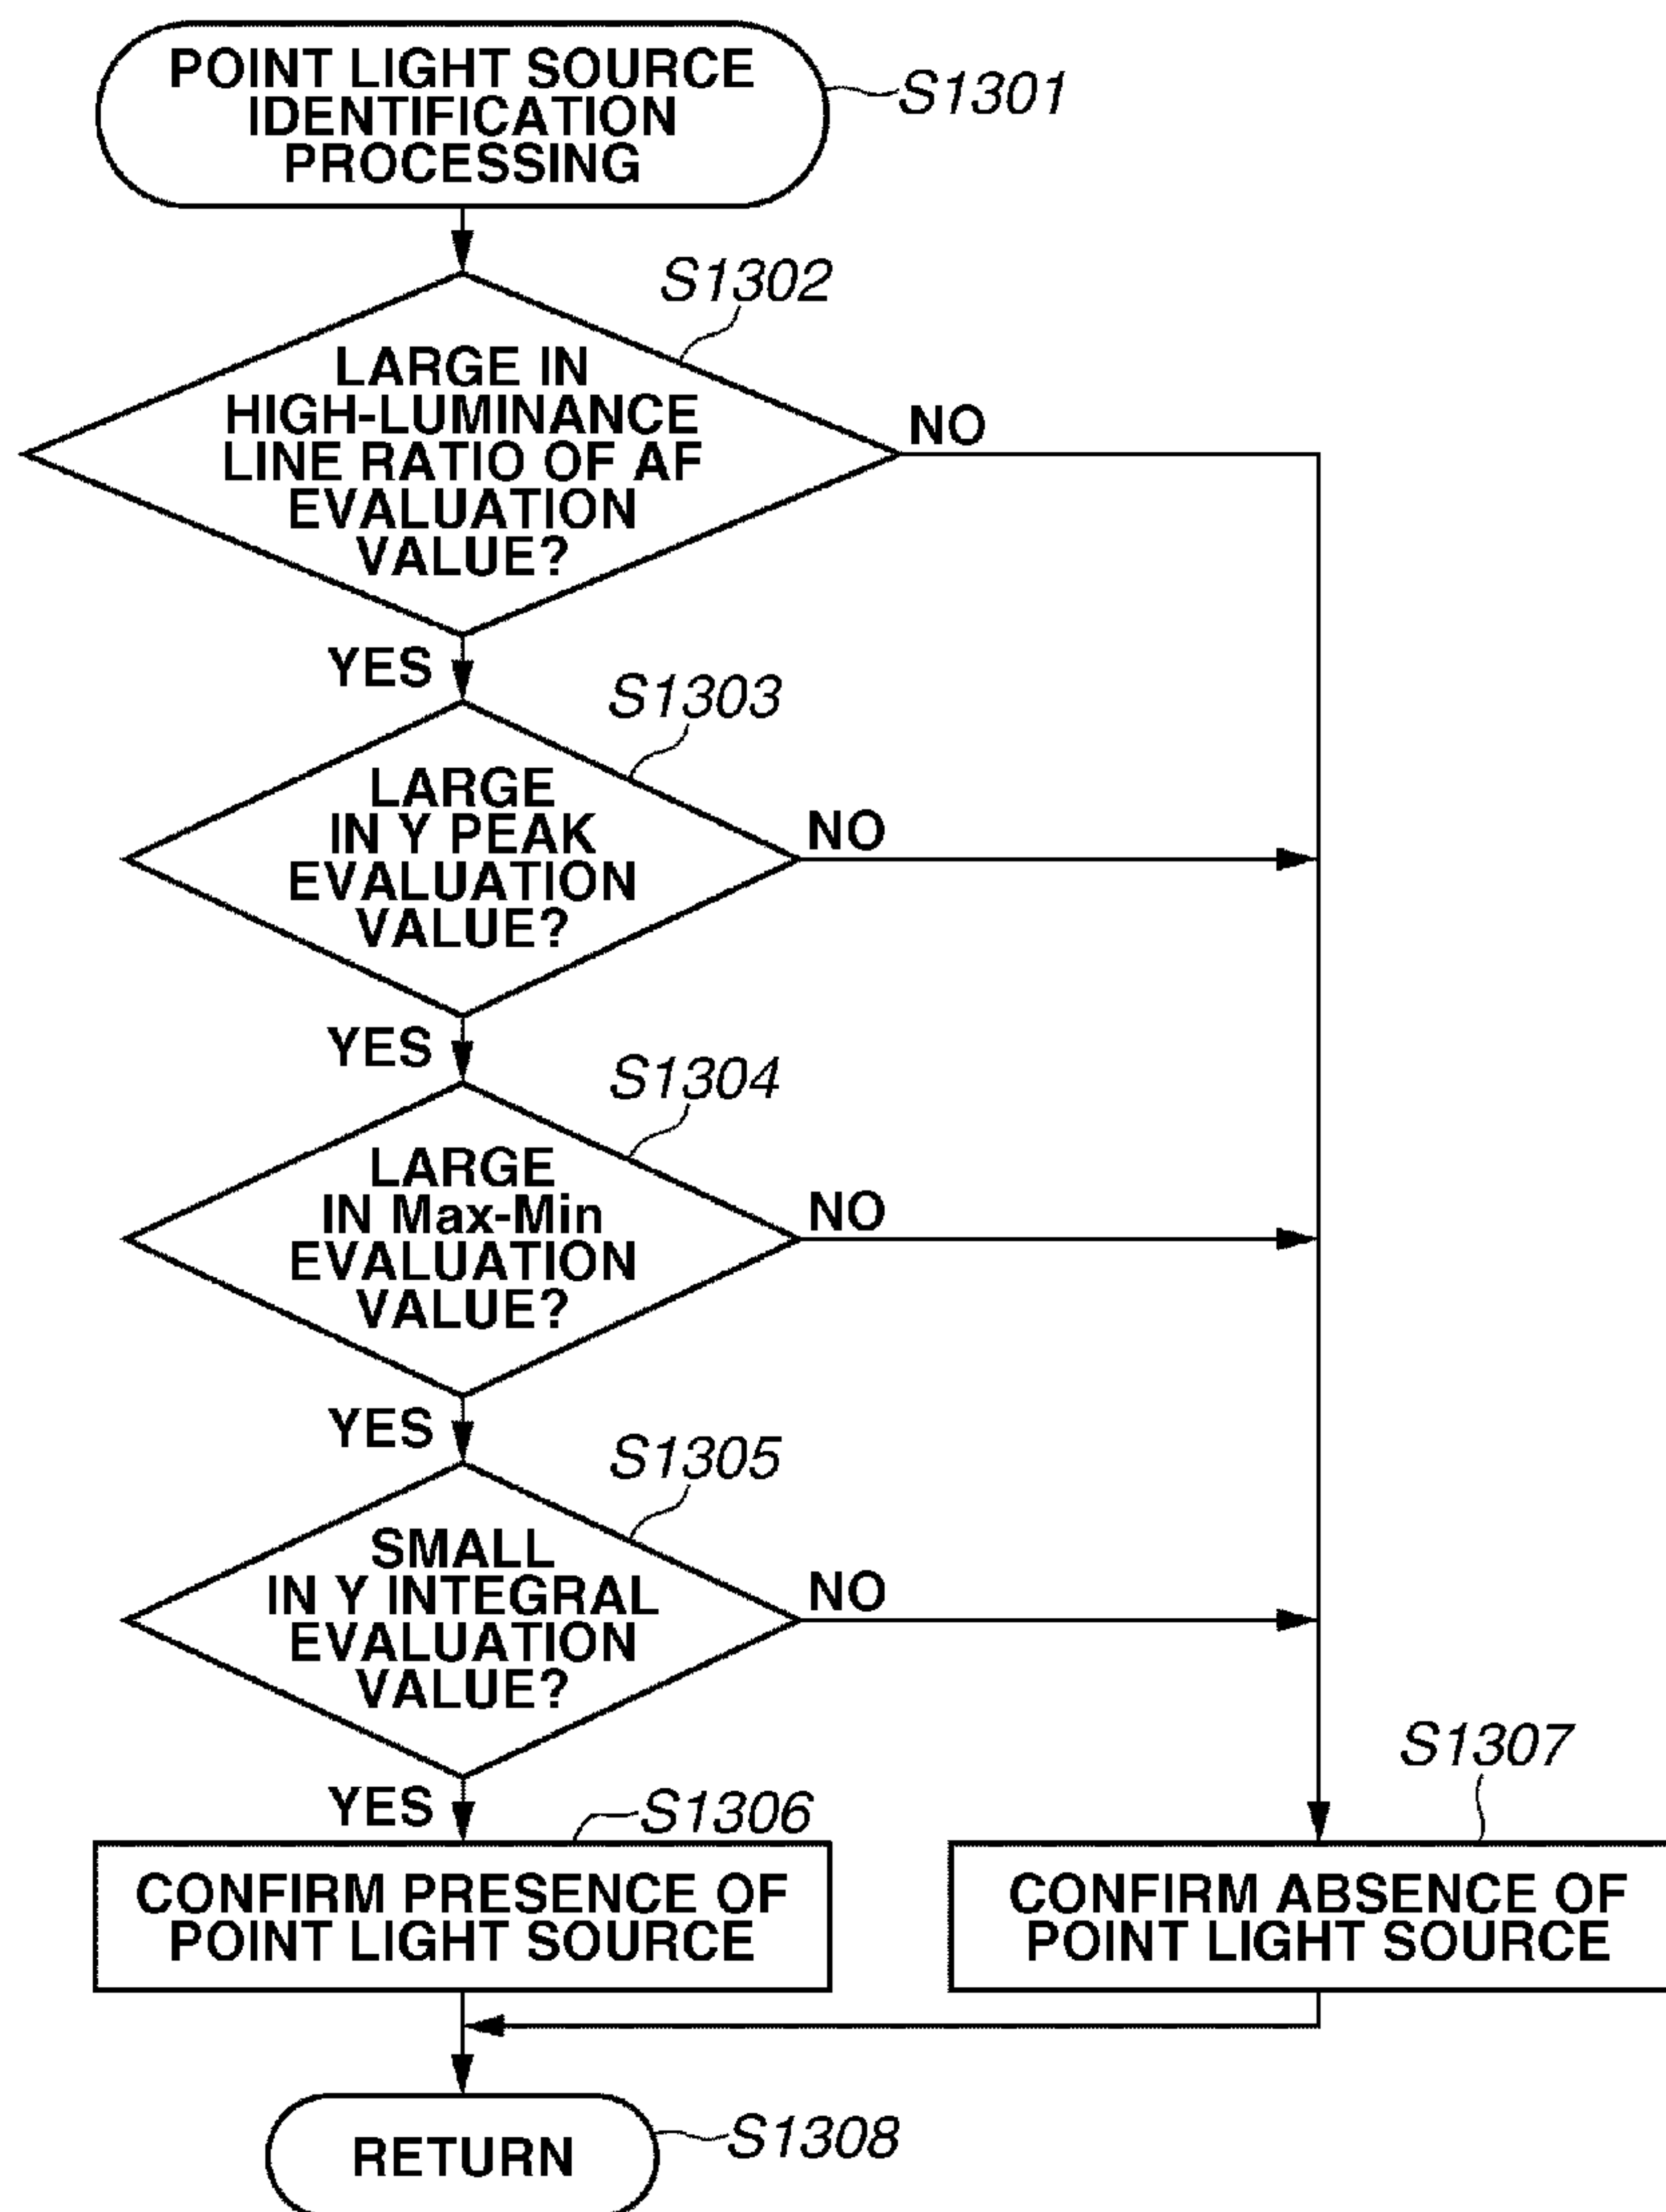 POINT LIGHT SOURCE
IDENTIFICATION
PROCESSING
S1301
S1302
LARGE IN
HIGH-LUMINANCE
LINE RATIO OF AF
EVALUATION
VALUE?
NO
YES
S1303
LARGE
IN Y PEAK
EVALUATION
VALUE?
NO
YES
S1304
LARGE
IN Max-Min
EVALUATION
VALUE?
NO
YES
S1305
SMALL
IN Y INTEGRAL
EVALUATION
VALUE?
NO
YES
S1306
CONFIRM PRESENCE OF
POINT LIGHT SOURCE
S1307
CONFIRM ABSENCE OF
POINT LIGHT SOURCE
RETURN
S1308